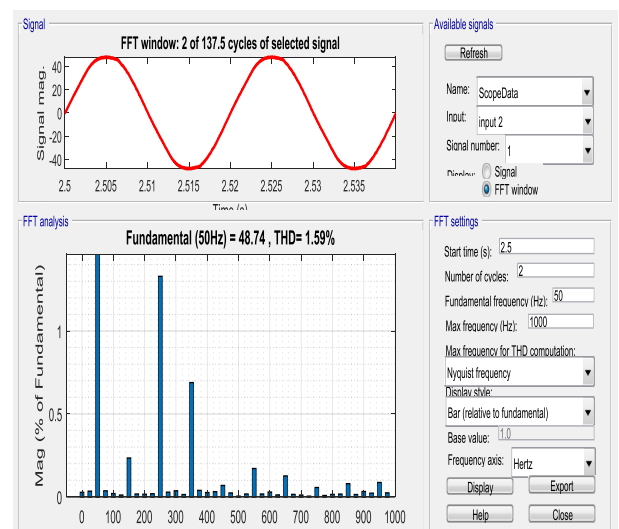 Signal
FFT window: 2 of 137.5 cycles of selected signal
Signal mag.
40
20
0
-20
-40
2.5 2.505 2.51 2.515 2.52 2.525 2.53 2.535
Time (s)
FFT analysis
Fundamental (50Hz) = 48.74 , THD= 1.59%
Mag (% of Fundamental)
1
0.5
0
0 100 200 300 400 500 600 700 800 900 1000
Available signals
Refresh
Name: ScopeData
Input: input 2
Signal number: 1
Display: Signal
FFT window
FFT settings
Start time (s): 2.5
Number of cycles: 2
Fundamental frequency (Hz): 50
Max frequency (Hz): 1000
Max frequency for THD computation:
Nyquist frequency
Display style:
Bar (relative to fundamental)
Base value: 1.0
Frequency axis: Hertz
Display Export
Help Close